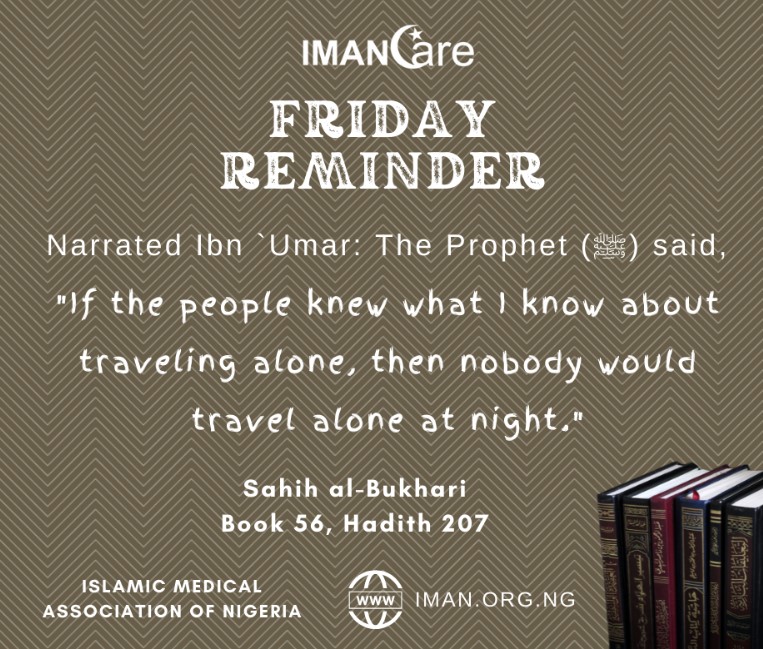 IMANCare
FRIDAY
REMINDER
Narrated Ibn `Umar: The Prophet (ﷺ) said,
"If the people knew what I know about
traveling alone, then nobody would
travel alone at night."
Sahih al-Bukhari
Book 56, Hadith 207
ISLAMIC MEDICAL
ASSOCIATION OF NIGERIA
WWW
IMAN.ORG.NG